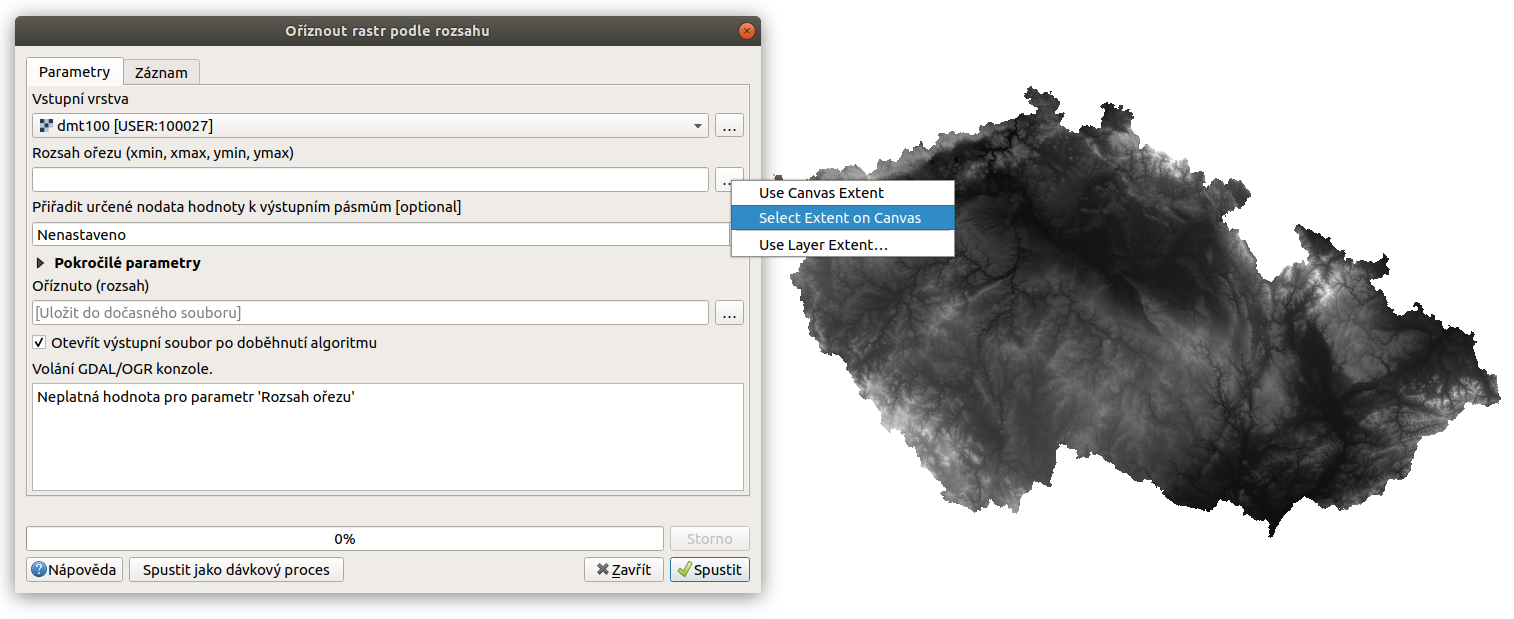 Oříznout rastr podle rozsahu
Parametry
Záznam
Vstupní vrstva
dmt100 [USER:100027]
...
Rozsah ořezu (xmin, xmax, ymin, ymax)
...
Use Canvas Extent
Select Extent on Canvas
Use Layer Extent…
Přiřadit určené nodata hodnoty k výstupním pásmům [optional]
Nenastaveno
Pokročilé parametry
Oříznuto (rozsah)
[Uložit do dočasného souboru]
...
Otevřít výstupní soubor po doběhnutí algoritmu
Volání GDAL/OGR konzole.
Neplatná hodnota pro parametr 'Rozsah ořezu'
0%
Storno
Nápověda
Spustit jako dávkový proces
Zavřít
Spustit